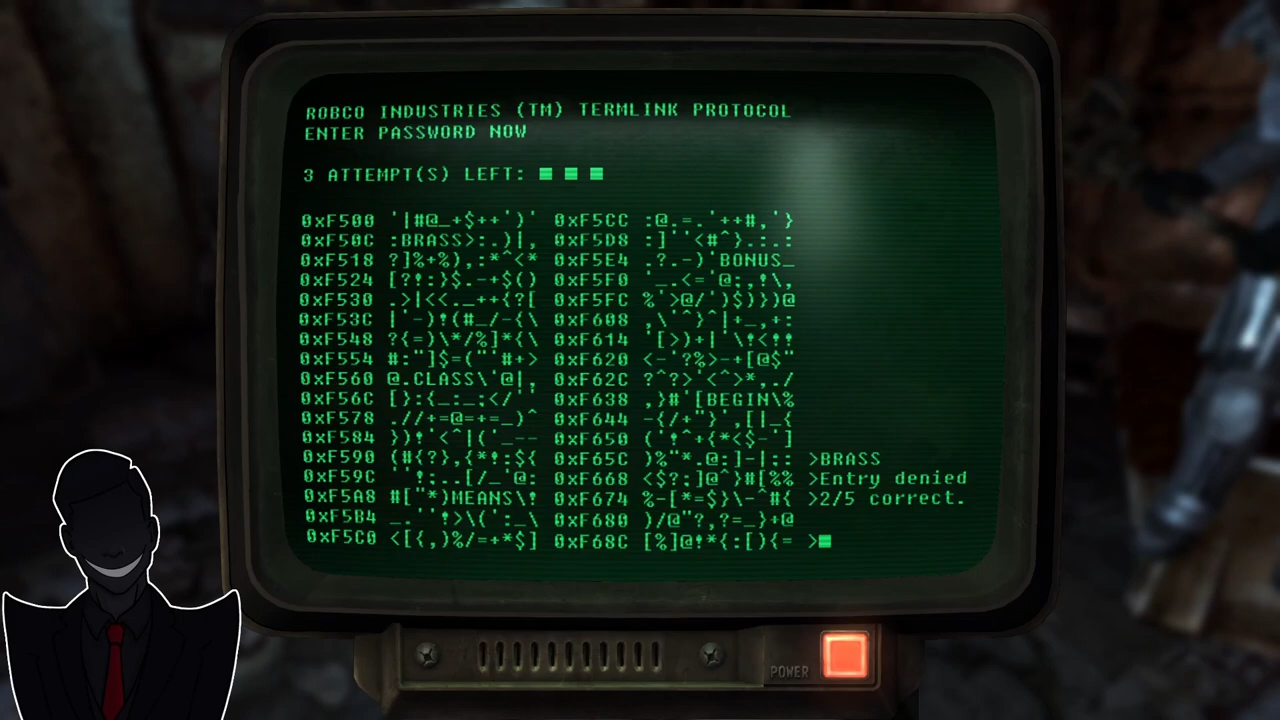 ROBCO INDUSTRIES (TM) TERMLINK PROTOCOL
ENTER PASSWORD NOW
3 ATTEMPT(S) LEFT: ■ ■ ■
0xF500 '|#@_+$++')' 0xF5CC :@.=.'++#,'}
0xF50C :BRASS>:.)|, 0xF5D8 :]''<#^}.:.:
0xF518 ?]%+%),:*^<* 0xF5E4 .?.-)'BONUS_
0xF524 [?!:}$.-+$() 0xF5F0 '_.<='@;,!\,
0xF530 .>|<<._++{?[ 0xF5FC %'>@/')$)})@
0xF53C |'-)!(#_/-{\ 0xF608 ,\'^}^|+_,+:
0xF548 ?{=)\*/%]*{\ 0xF614 '[>)+|'\!<!!
0xF554 #:"]$=("'#+> 0xF620 <-'?%>-+[@$"
0xF560 @.CLASS\'@|, 0xF62C ?^?>'<^>*,./
0xF56C [}:{_:_;</'' 0xF638 ,}#'[BEGIN\%
0xF578 .//+=@=+=_)^ 0xF644 -{/+"}',[|_{
0xF584 })!'<^|('_-- 0xF650 ('!^+{*<$-']
0xF590 (#{?},{*!:${ 0xF65C )%"*.@:]-|:: >BRASS
0xF59C ''!:..[/_'@: 0xF668 <$?:]@^}#[%% >Entry denied
0xF5A8 #["*)MEANS\! 0xF674 %-[*=$}\-^#{ >2/5 correct.
0xF5B4 _.''!>\(':_\ 0xF680 )/@"?,?=_}+@
0xF5C0 <[{,)%/=+*$] 0xF68C [%]@!*{:[){= >■
POWER